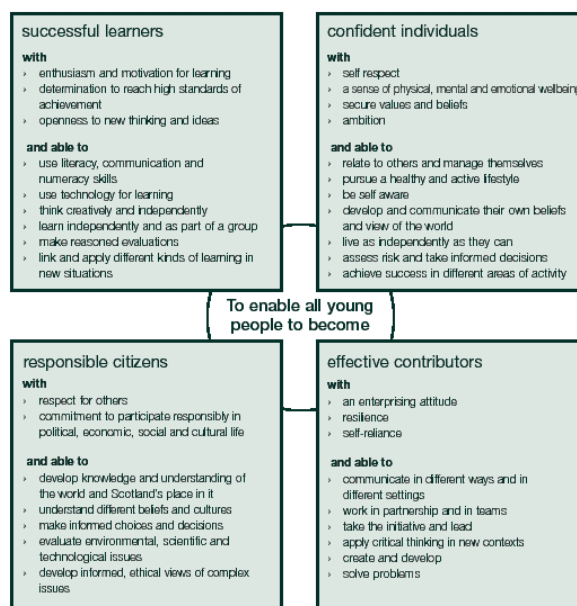 successful learners
with
› enthusiasm and motivation for learning
› determination to reach high standards of
achievement
› openness to new thinking and ideas
and able to
› use literacy, communication and
numeracy skills
› use technology for learning
› think creatively and independently
› learn independently and as part of a group
› make reasoned evaluations
› link and apply different kinds of learning in
new situations
confident individuals
with
› self respect
› a sense of physical, mental and emotional wellbeing
› secure values and beliefs
› ambition
and able to
› relate to others and manage themselves
› pursue a healthy and active lifestyle
› be self aware
› develop and communicate their own beliefs
and view of the world
› live as independently as they can
› assess risk and take informed decisions
› achieve success in different areas of activity
To enable all young
people to become
responsible citizens
with
› respect for others
› commitment to participate responsibly in
political, economic, social and cultural life
and able to
› develop knowledge and understanding of
the world and Scotland's place in it
› understand different beliefs and cultures
› make informed choices and decisions
› evaluate environmental, scientific and
technological issues
› develop informed, ethical views of complex
issues
effective contributors
with
› an enterprising attitude
› resilience
› self-reliance
and able to
› communicate in different ways and in
different settings
› work in partnership and in teams
› take the initiative and lead
› apply critical thinking in new contexts
› create and develop
› solve problems